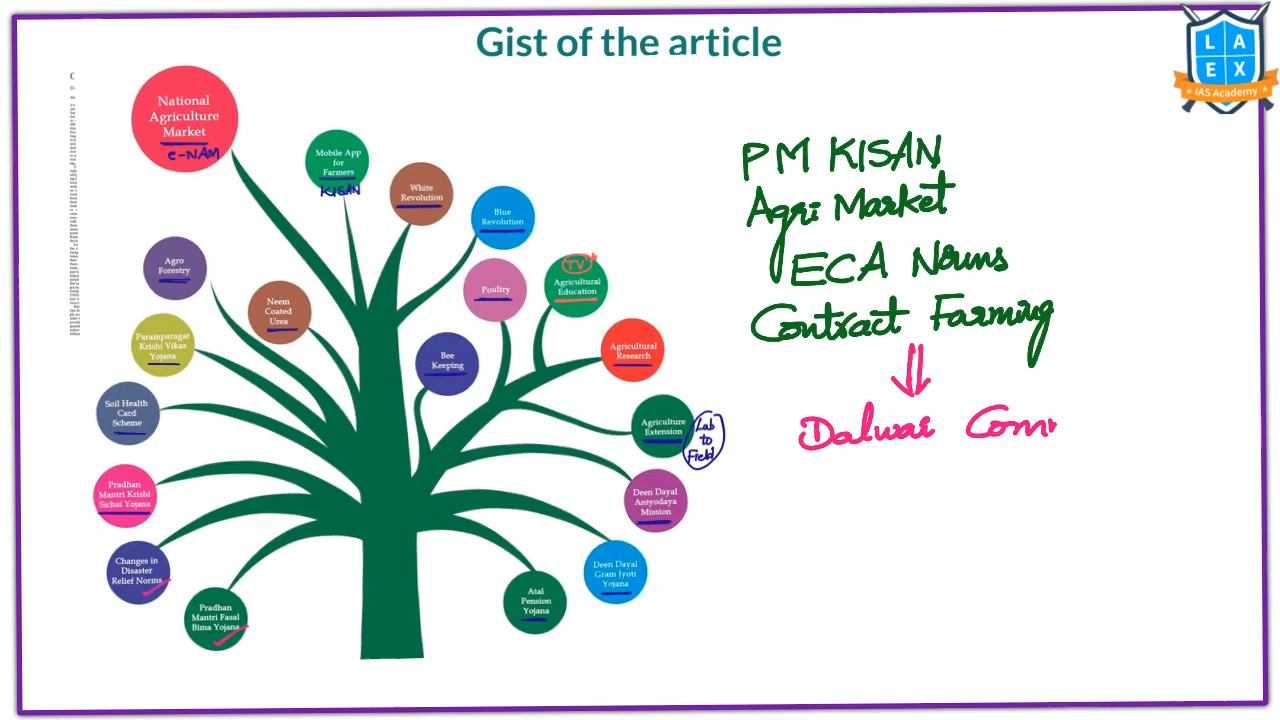 Gist of the article
L A
E X
IAS Academy
National
Agriculture
Market
e-NAM
Mobile App
for
Farmers
KISAN
White
Revolution
Blue
Revolution
Agro
Forestry
Neem
Coated
Urea
Poultry
TV
Agricultural
Education
Paramparagat
Krishi Vikas
Yojana
Bee
Keeping
Agricultural
Research
Soil Health
Card
Scheme
Agriculture
Extension
Lab
to
Field
Pradhan
Mantri Krishi
Sichai Yojana
Deen Dayal
Antyodaya
Mission
Changes in
Disaster
Relief Norms
Deen Dayal
Gram Jyoti
Yojana
Pradhan
Mantri Fasal
Bima Yojana
Atal
Pension
Yojana
PM KISAN
Agri Market
ECA Norms
Contract Farming
Dalwai Com